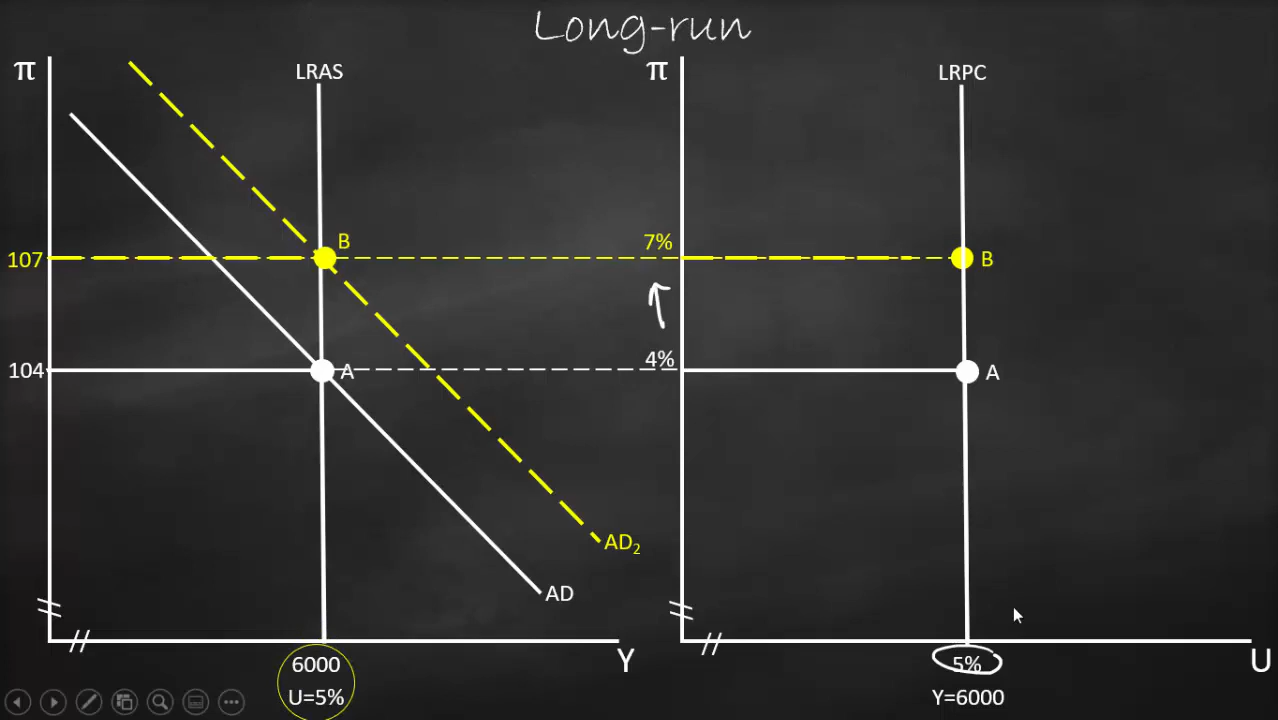 Long-run
π
LRAS
107
B
104
A
AD₂
AD
6000
U=5%
Y
π
LRPC
7%
B
4%
A
5%
Y=6000
U